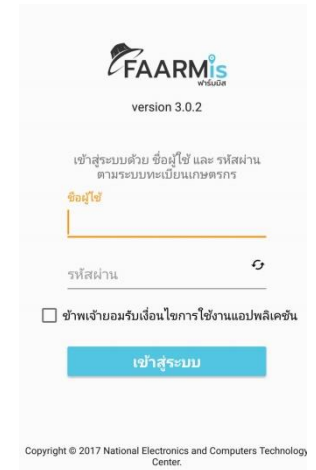 FAARMis
ฟาร์มมิส
version 3.0.2
เข้าสู่ระบบด้วย ชื่อผู้ใช้ และ รหัสผ่าน
ตามระบบทะเบียนเกษตรกร
ชื่อผู้ใช้
รหัสผ่าน
ข้าพเจ้ายอมรับเงื่อนไขการใช้งานแอปพลิเคชัน
เข้าสู่ระบบ
Copyright © 2017 National Electronics and Computers Technology
Center.